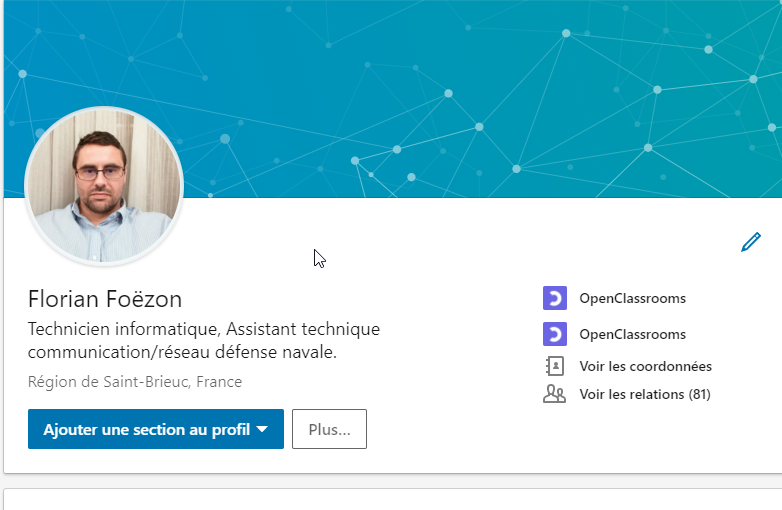 Florian Foëzon
Technicien informatique, Assistant technique
communication/réseau défense navale.
Région de Saint-Brieuc, France
Ajouter une section au profil
Plus...
OpenClassrooms
OpenClassrooms
Voir les coordonnées
Voir les relations (81)